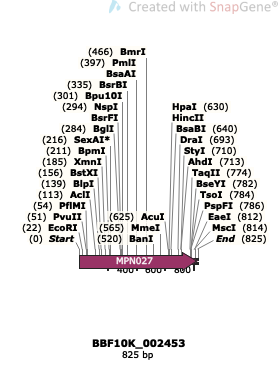 Created with SnapGene®
(466) BmrI
(397) PmlI
BsaAI
(335) BsrBI
(301) Bpu10I
(294) NspI HpaI (630)
BsrFI HincII
(284) BglI BsaBI (640)
(216) SexAI* DraI (693)
(211) BpmI StyI (710)
(185) XmnI AhdI (713)
(156) BstXI TaqII (774)
(139) BlpI BseYI (782)
(113) AclI TsoI (784)
(54) PflMI PspFI (786)
(51) PvuII (625) AcuI EaeI (812)
(22) EcoRI (565) MmeI MscI (814)
(0) Start (520) BanI End (825)
MPN027
400 600 800
BBF10K_002453
825 bp